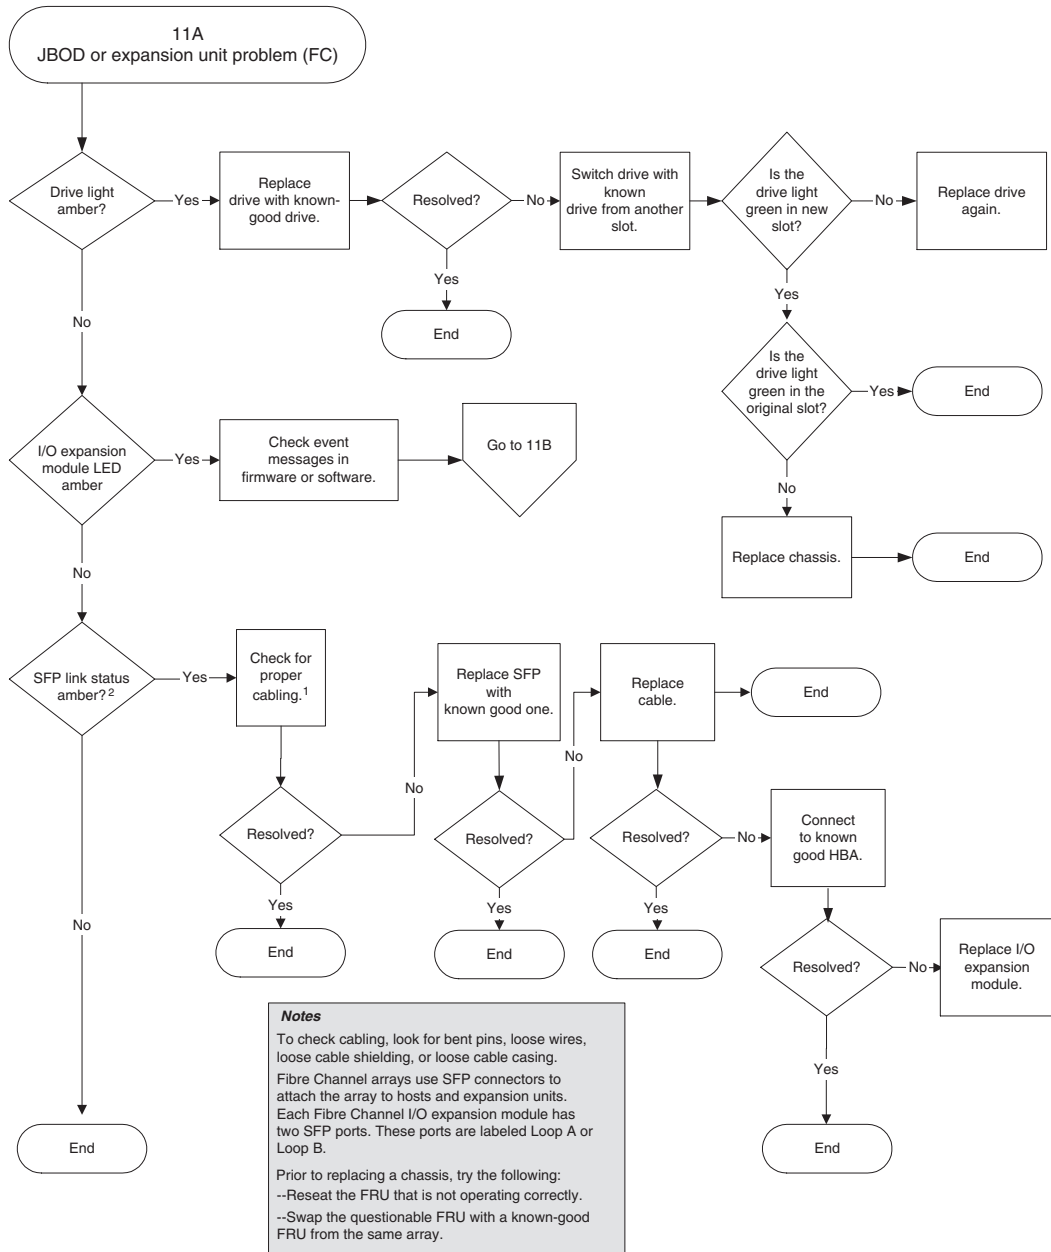 11A
JBOD or expansion unit problem (FC)
Drive light
amber?
Yes
Replace
drive with known-
good drive.
Resolved?
No
Switch drive with
known
drive from another
slot.
Is the
drive light
green in new
slot?
No
Replace drive
again.
Yes
End
Yes
Is the
drive light
green in the
original slot?
Yes
End
No
Replace chassis.
End
No
I/O expansion
module LED
amber
Yes
Check event
messages in
firmware or software.
Go to 11B
No
SFP link status
amber?2
Yes
Check for
proper
cabling.1
Resolved?
No
Replace SFP
with
known good one.
Resolved?
No
Replace
cable.
End
Resolved?
No
Connect
to known
good HBA.
Yes
End
Yes
End
Yes
End
Resolved?
No
Replace I/O
expansion
module.
Yes
End
No
End
Notes
To check cabling, look for bent pins, loose wires,
loose cable shielding, or loose cable casing.
Fibre Channel arrays use SFP connectors to
attach the array to hosts and expansion units.
Each Fibre Channel I/O expansion module has
two SFP ports. These ports are labeled Loop A or
Loop B.
Prior to replacing a chassis, try the following:
--Reseat the FRU that is not operating correctly.
--Swap the questionable FRU with a known-good
FRU from the same array.